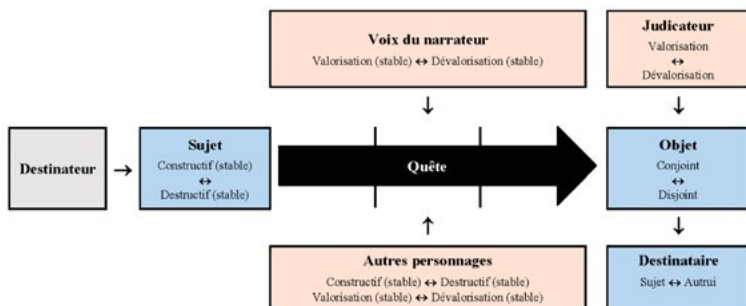 Voix du narrateur
Valorisation (stable) ↔ Dévalorisation (stable)
Judicateur
Valorisation
↔
Dévalorisation
Destinateur
Sujet
Constructif (stable)
↔
Destructif (stable)
Quête
Objet
Conjoint
↔
Disjoint
Autres personnages
Constructif (stable) ↔ Destructif (stable)
Valorisation (stable) ↔ Dévalorisation (stable)
Destinataire
Sujet ↔ Autrui